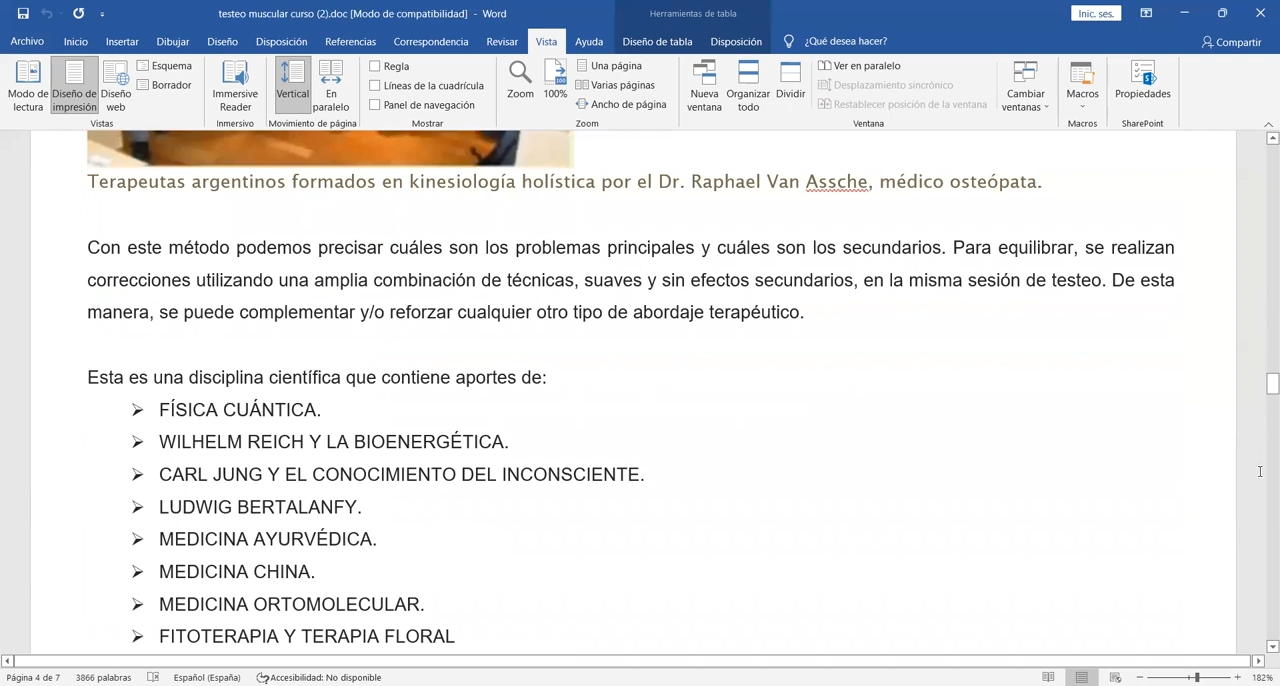 testeo muscular curso (2).doc [Modo de compatibilidad] - Word
Herramientas de tabla
Inic. ses.
Archivo Inicio Insertar Dibujar Diseño Disposición Referencias Correspondencia Revisar Vista Ayuda Diseño de tabla Disposición ¿Qué desea hacer? Compartir
Modo de lectura
Diseño de impresión
Diseño web
Esquema
Borrador
Vistas
Immersive Reader
Inmersivo
Vertical
En paralelo
Movimiento de página
Regla
Líneas de la cuadrícula
Panel de navegación
Mostrar
Zoom
100
100%
Una página
Varias páginas
Ancho de página
Zoom
Nueva ventana
Organizar todo
Dividir
Ver en paralelo
Desplazamiento sincrónico
Restablecer posición de la ventana
Ventana
Cambiar ventanas
Macros
Macros
Propiedades
SharePoint
Terapeutas argentinos formados en kinesiología holística por el Dr. Raphael Van Assche, médico osteópata.
Con este método podemos precisar cuáles son los problemas principales y cuáles son los secundarios. Para equilibrar, se realizan
correcciones utilizando una amplia combinación de técnicas, suaves y sin efectos secundarios, en la misma sesión de testeo. De esta
manera, se puede complementar y/o reforzar cualquier otro tipo de abordaje terapéutico.
Esta es una disciplina científica que contiene aportes de:
➢ FÍSICA CUÁNTICA.
➢ WILHELM REICH Y LA BIOENERGÉTICA.
➢ CARL JUNG Y EL CONOCIMIENTO DEL INCONSCIENTE.
➢ LUDWIG BERTALANFY.
➢ MEDICINA AYURVÉDICA.
➢ MEDICINA CHINA.
➢ MEDICINA ORTOMOLECULAR.
➢ FITOTERAPIA Y TERAPIA FLORAL
Página 4 de 7 3866 palabras Español (España) Accesibilidad: No disponible 182%